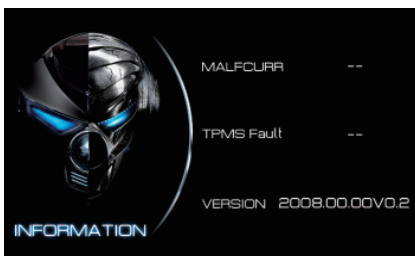 MALFCURR --
TPMS Fault --
VERSION 2008.00.00V0.2
INFORMATION